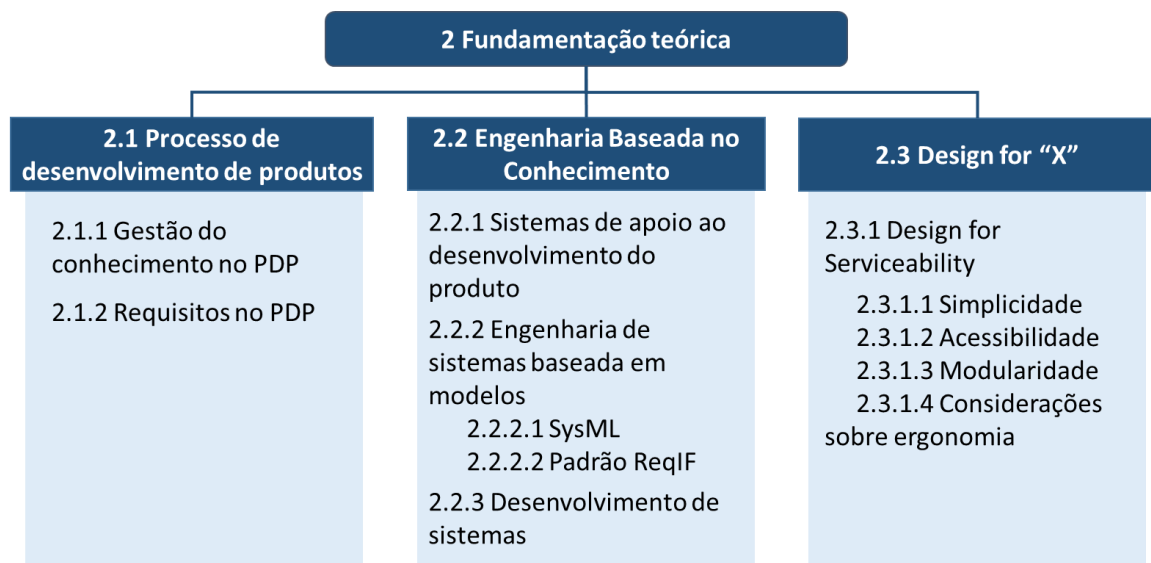 2 Fundamentação teórica
2.1 Processo de
desenvolvimento de produtos
2.1.1 Gestão do
conhecimento no PDP
2.1.2 Requisitos no PDP
2.2 Engenharia Baseada no
Conhecimento
2.2.1 Sistemas de apoio ao
desenvolvimento do
produto
2.2.2 Engenharia de
sistemas baseada em
modelos
2.2.2.1 SysML
2.2.2.2 Padrão ReqIF
2.2.3 Desenvolvimento de
sistemas
2.3 Design for “X”
2.3.1 Design for
Serviceability
2.3.1.1 Simplicidade
2.3.1.2 Acessibilidade
2.3.1.3 Modularidade
2.3.1.4 Considerações
sobre ergonomia